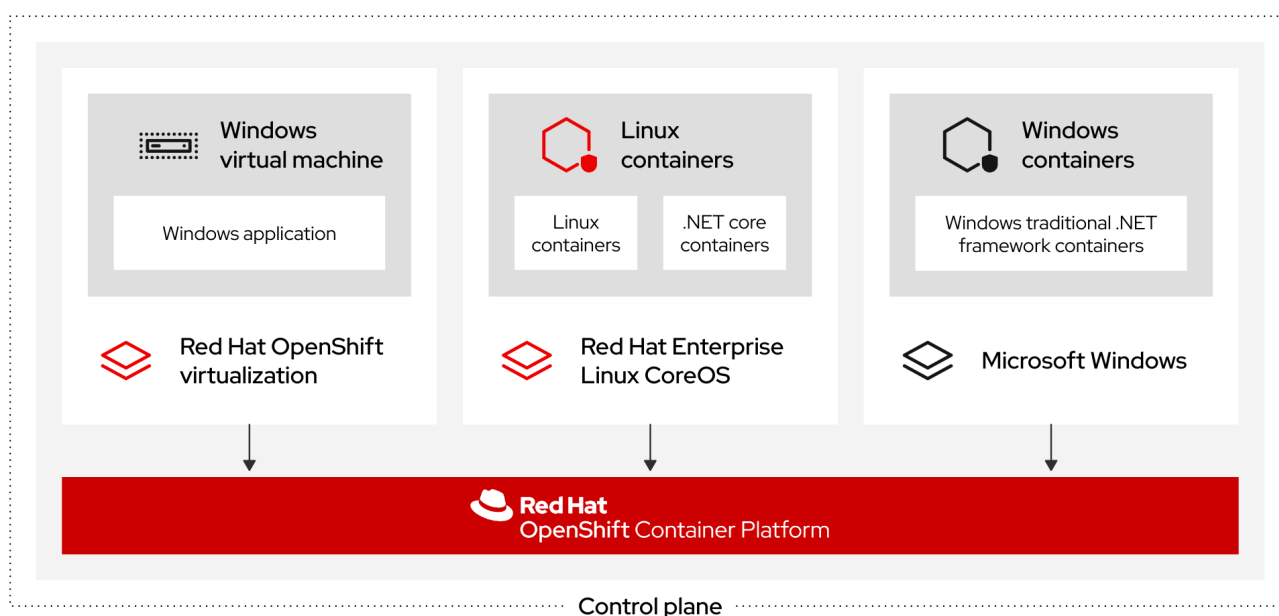 Windows
virtual machine
Windows application
Red Hat OpenShift
virtualization
Linux
containers
Linux
containers
.NET core
containers
Red Hat Enterprise
Linux CoreOS
Windows
containers
Windows traditional .NET
framework containers
Microsoft Windows
Red Hat
OpenShift Container Platform
Control plane